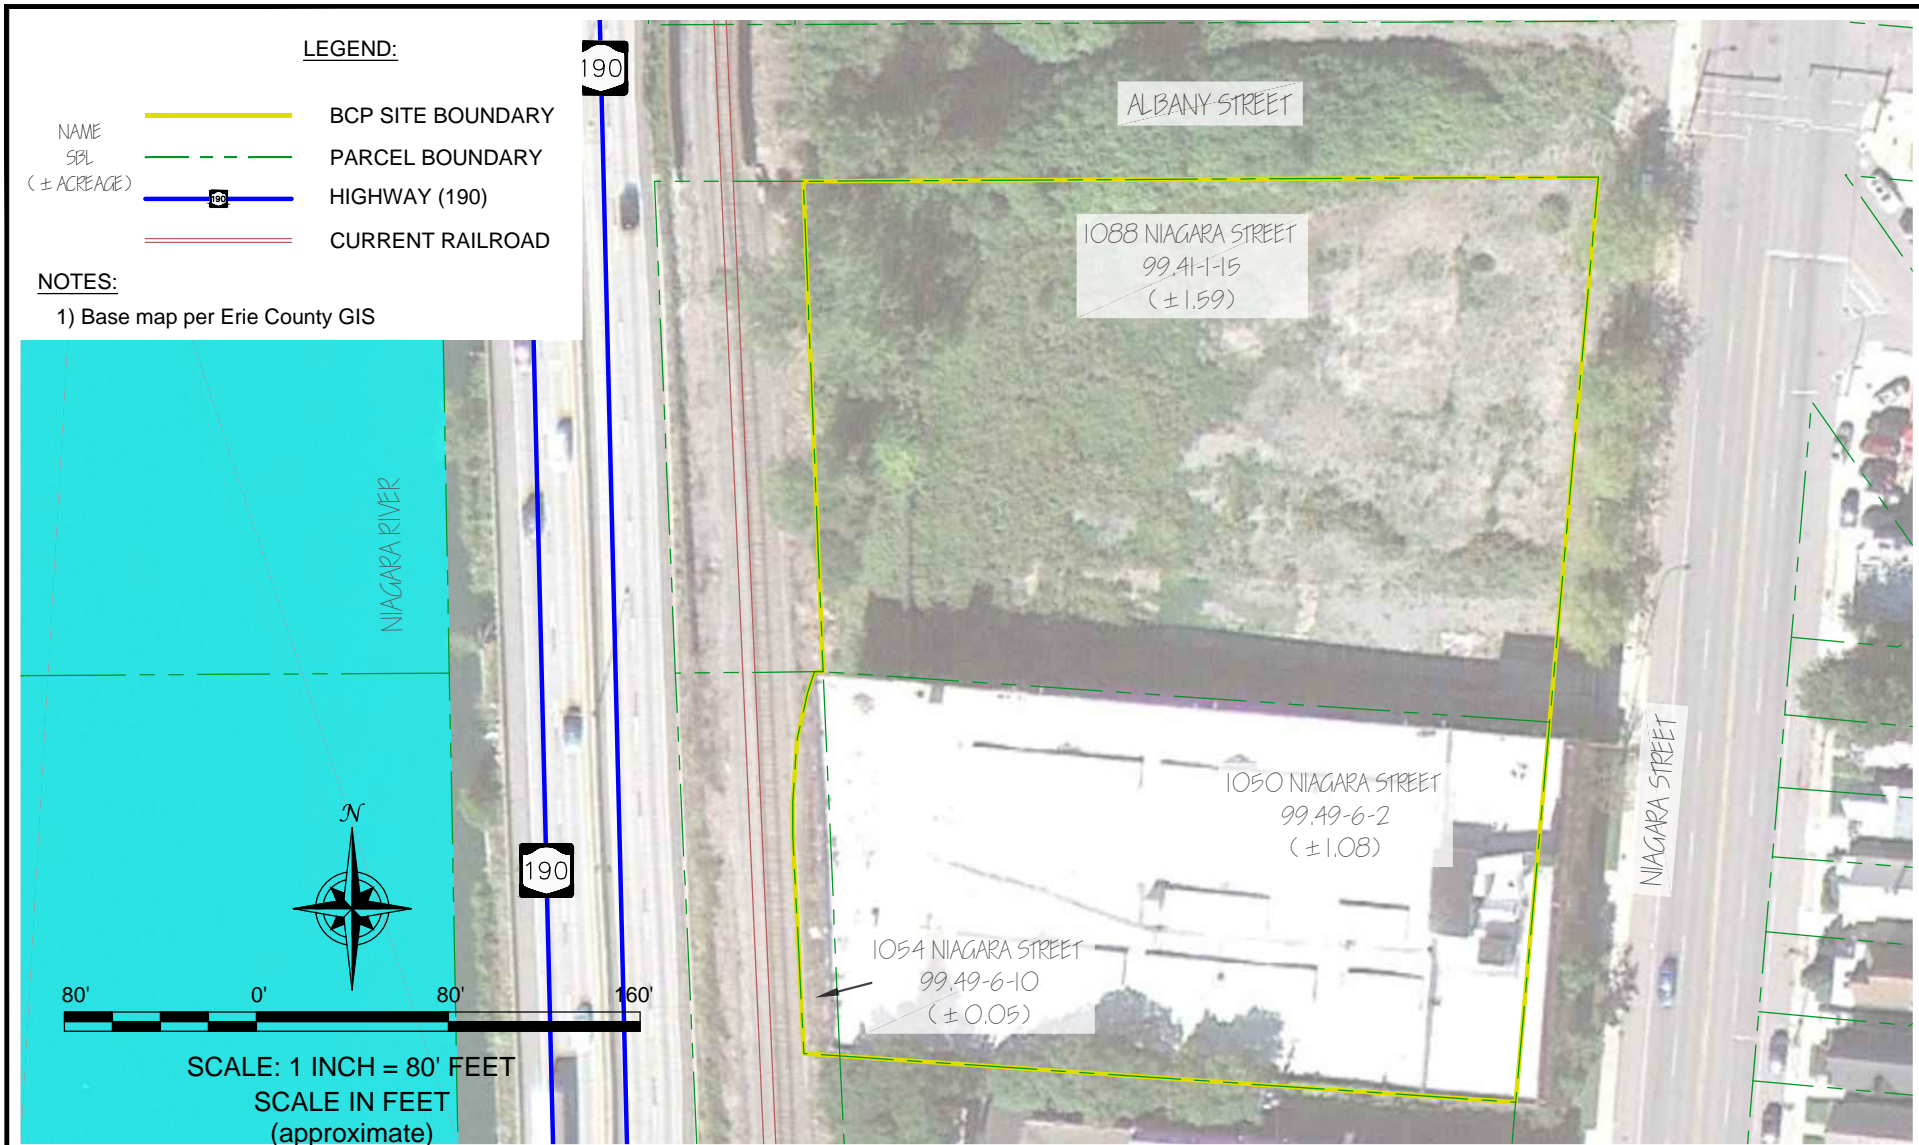 LEGEND:
NAME
SBL
(± ACREAGE)
BCP SITE BOUNDARY
PARCEL BOUNDARY
190
HIGHWAY (190)
CURRENT RAILROAD
NOTES:
1) Base map per Erie County GIS
190
ALBANY STREET
1088 NIAGARA STREET
99.41-1-15
(±1.59)
NIAGARA RIVER
1050 NIAGARA STREET
99.49-6-2
(±1.08)
NIAGARA STREET
190
1054 NIAGARA STREET
99.49-6-10
(±0.05)
N
80' 0' 80' 160'
SCALE: 1 INCH = 80' FEET
SCALE IN FEET
(approximate)